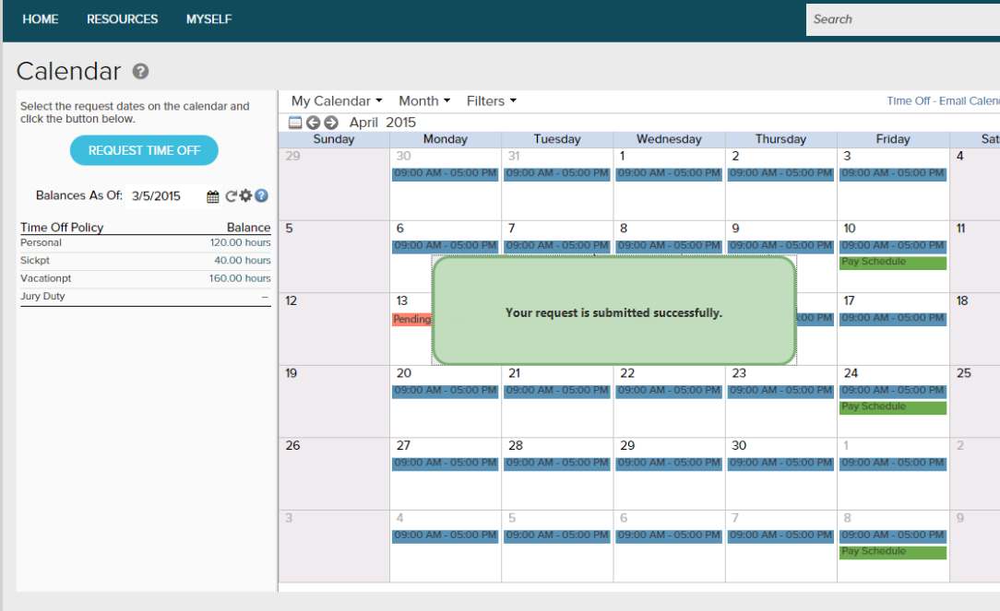 HOME RESOURCES MYSELF Search
Calendar ?
Select the request dates on the calendar and
click the button below.
REQUEST TIME OFF
Balances As Of: 3/5/2015 ?
Time Off Policy Balance
Personal 120.00 hours
Sickpt 40.00 hours
Vacationpt 160.00 hours
Jury Duty --
My Calendar Month Filters Time Off - Email Calen
April 2015
Sunday Monday Tuesday Wednesday Thursday Friday Sat
29 30 31 1 2 3 4
09:00 AM - 05:00 PM 09:00 AM - 05:00 PM 09:00 AM - 05:00 PM 09:00 AM - 05:00 PM 09:00 AM - 05:00 PM
5 6 7 8 9 10 11
09:00 AM - 05:00 PM 09:00 AM - 05:00 PM 09:00 AM - 05:00 PM 09:00 AM - 05:00 PM 09:00 AM - 05:00 PM
Pay Schedule
12 13 17 18
Your request is submitted successfully.
Pending :00 PM 09:00 AM - 05:00 PM
19 20 21 22 23 24 25
09:00 AM - 05:00 PM 09:00 AM - 05:00 PM 09:00 AM - 05:00 PM 09:00 AM - 05:00 PM 09:00 AM - 05:00 PM
Pay Schedule
26 27 28 29 30 1 2
09:00 AM - 05:00 PM 09:00 AM - 05:00 PM 09:00 AM - 05:00 PM 09:00 AM - 05:00 PM 09:00 AM - 05:00 PM
3 4 5 6 7 8 9
09:00 AM - 05:00 PM 09:00 AM - 05:00 PM 09:00 AM - 05:00 PM 09:00 AM - 05:00 PM 09:00 AM - 05:00 PM
Pay Schedule